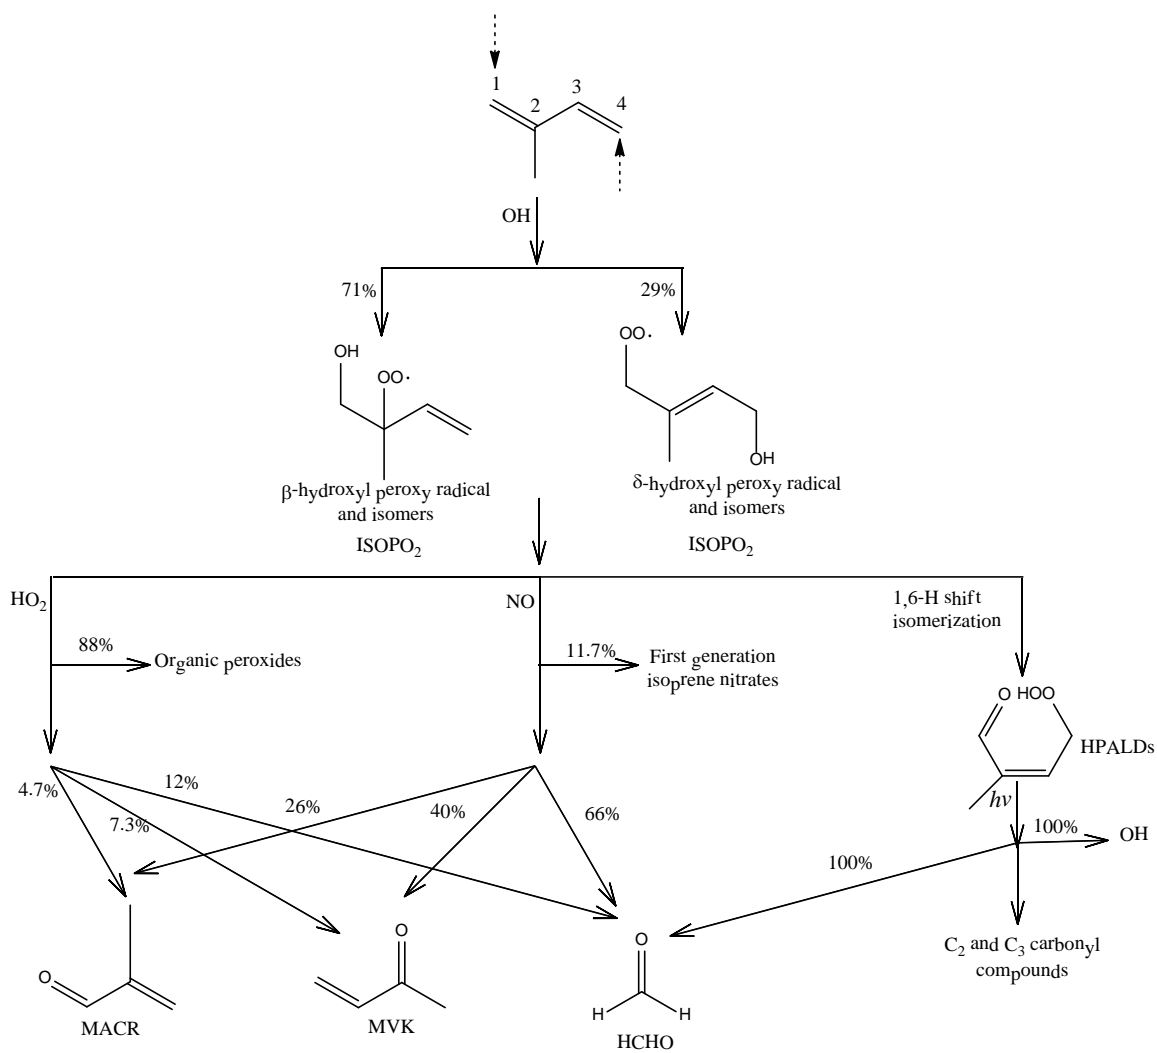 1
2
3
4
OH
71%
29%
OO·
OH
OO·
OH
β-hydroxyl peroxy radical
and isomers
ISOPO2
δ-hydroxyl peroxy radical
and isomers
ISOPO2
HO2
NO
1,6-H shift
isomerization
88%
Organic peroxides
11.7%
First generation
isoprene nitrates
O
HOO
HPALDs
hν
4.7%
7.3%
12%
26%
40%
66%
100%
100%
OH
C2 and C3 carbonyl
compounds
O
MACR
O
MVK
O
H
H
HCHO